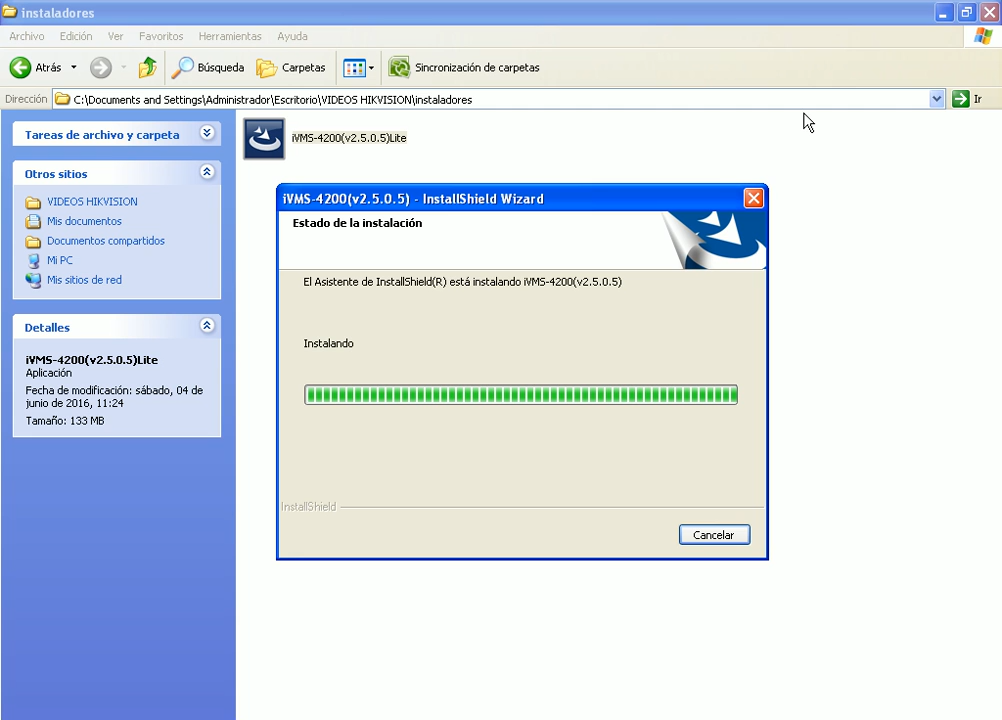 instaladores
Archivo Edición Ver Favoritos Herramientas Ayuda
Atrás Búsqueda Carpetas Sincronización de carpetas
Dirección C:\Documents and Settings\Administrador\Escritorio\VIDEOS HIKVISION\instaladores Ir
Tareas de archivo y carpeta
Otros sitios
VIDEOS HIKVISION
Mis documentos
Documentos compartidos
Mi PC
Mis sitios de red
Detalles
iVMS-4200(v2.5.0.5)Lite
Aplicación
Fecha de modificación: sábado, 04 de
junio de 2016, 11:24
Tamaño: 133 MB
iVMS-4200(v2.5.0.5)Lite
iVMS-4200(v2.5.0.5) - InstallShield Wizard
Estado de la instalación
El Asistente de InstallShield(R) está instalando iVMS-4200(v2.5.0.5)
Instalando
InstallShield
Cancelar